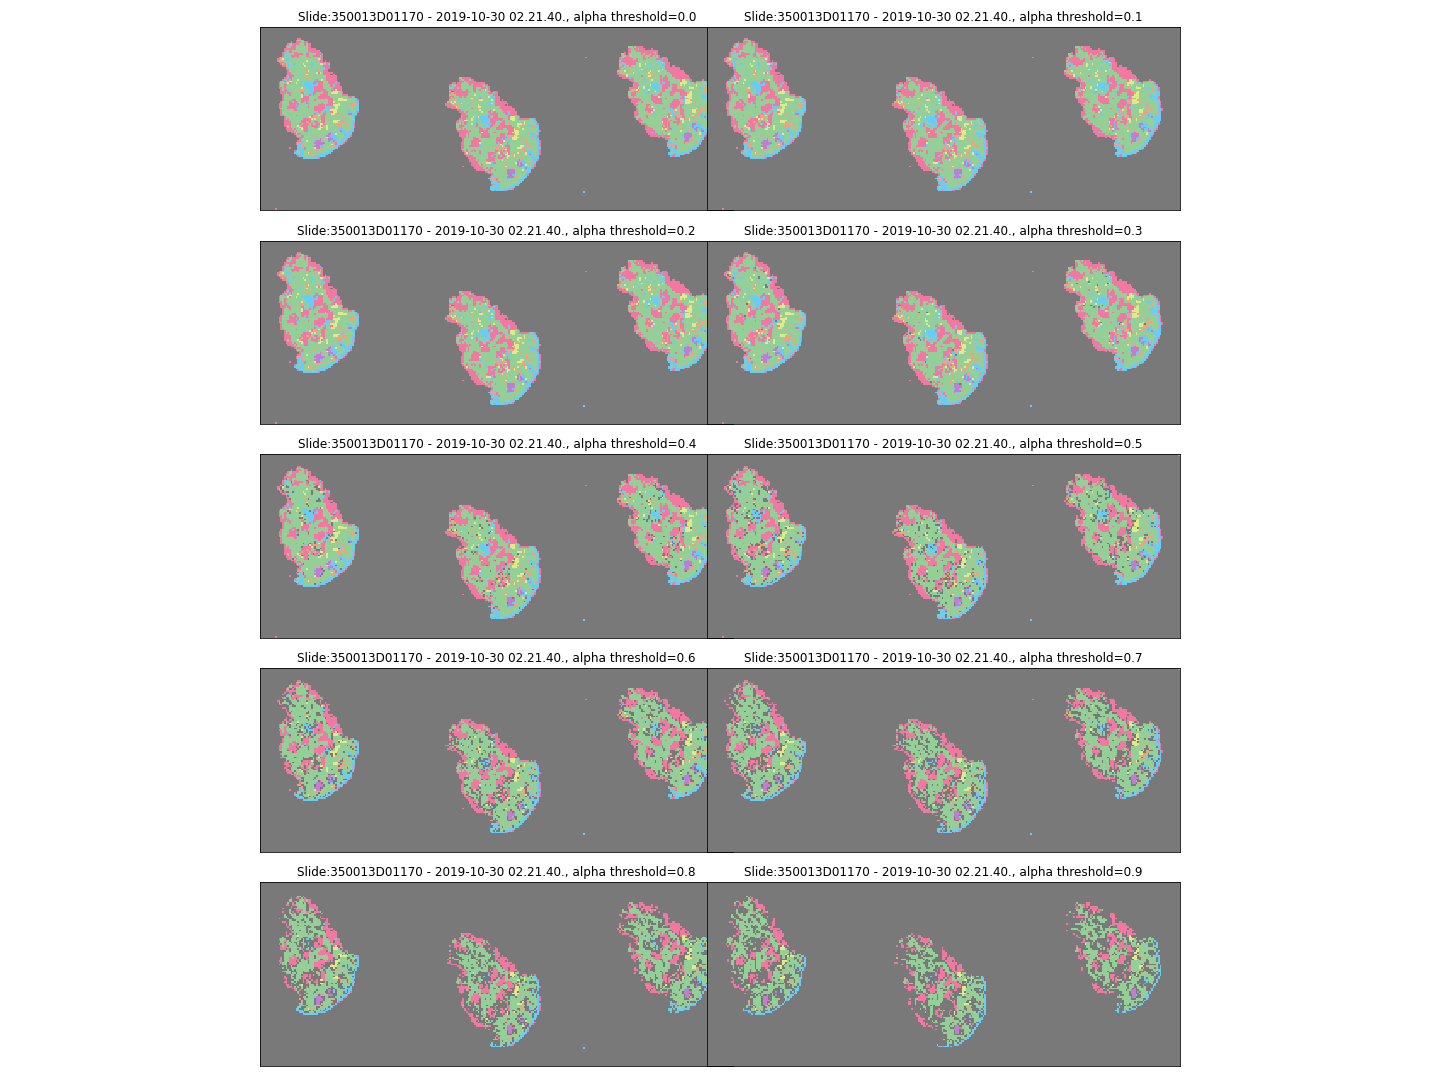 Slide:350013D01170 - 2019-10-30 02.21.40., alpha threshold=0.0
Slide:350013D01170 - 2019-10-30 02.21.40., alpha threshold=0.1
Slide:350013D01170 - 2019-10-30 02.21.40., alpha threshold=0.2
Slide:350013D01170 - 2019-10-30 02.21.40., alpha threshold=0.3
Slide:350013D01170 - 2019-10-30 02.21.40., alpha threshold=0.4
Slide:350013D01170 - 2019-10-30 02.21.40., alpha threshold=0.5
Slide:350013D01170 - 2019-10-30 02.21.40., alpha threshold=0.6
Slide:350013D01170 - 2019-10-30 02.21.40., alpha threshold=0.7
Slide:350013D01170 - 2019-10-30 02.21.40., alpha threshold=0.8
Slide:350013D01170 - 2019-10-30 02.21.40., alpha threshold=0.9